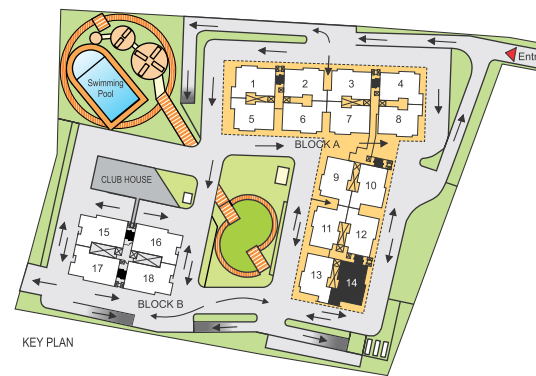 Entr
Swimming
Pool
1 2 3 4
5 6 7 8
BLOCK A
9 10
CLUB HOUSE
11 12
15 16
17 18
13 14
BLOCK B
KEY PLAN